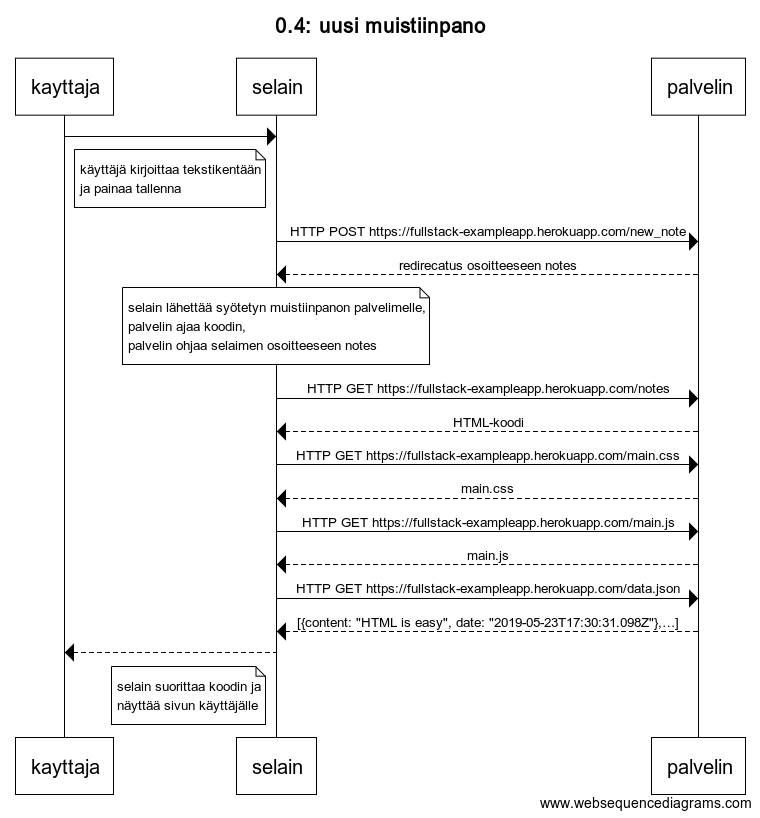 0.4: uusi muistiinpano
kayttaja
selain
palvelin
käyttäjä kirjoittaa tekstikentään
ja painaa tallenna
HTTP POST https://fullstack-exampleapp.herokuapp.com/new_note
redirecatus osoitteeseen notes
selain lähettää syötetyn muistiinpanon palvelimelle,
palvelin ajaa koodin,
palvelin ohjaa selaimen osoitteeseen notes
HTTP GET https://fullstack-exampleapp.herokuapp.com/notes
HTML-koodi
HTTP GET https://fullstack-exampleapp.herokuapp.com/main.css
main.css
HTTP GET https://fullstack-exampleapp.herokuapp.com/main.js
main.js
HTTP GET https://fullstack-exampleapp.herokuapp.com/data.json
[{content: "HTML is easy", date: "2019-05-23T17:30:31.098Z"},...]
selain suorittaa koodin ja
näyttää sivun käyttäjälle
kayttaja
selain
palvelin
www.websequencediagrams.com